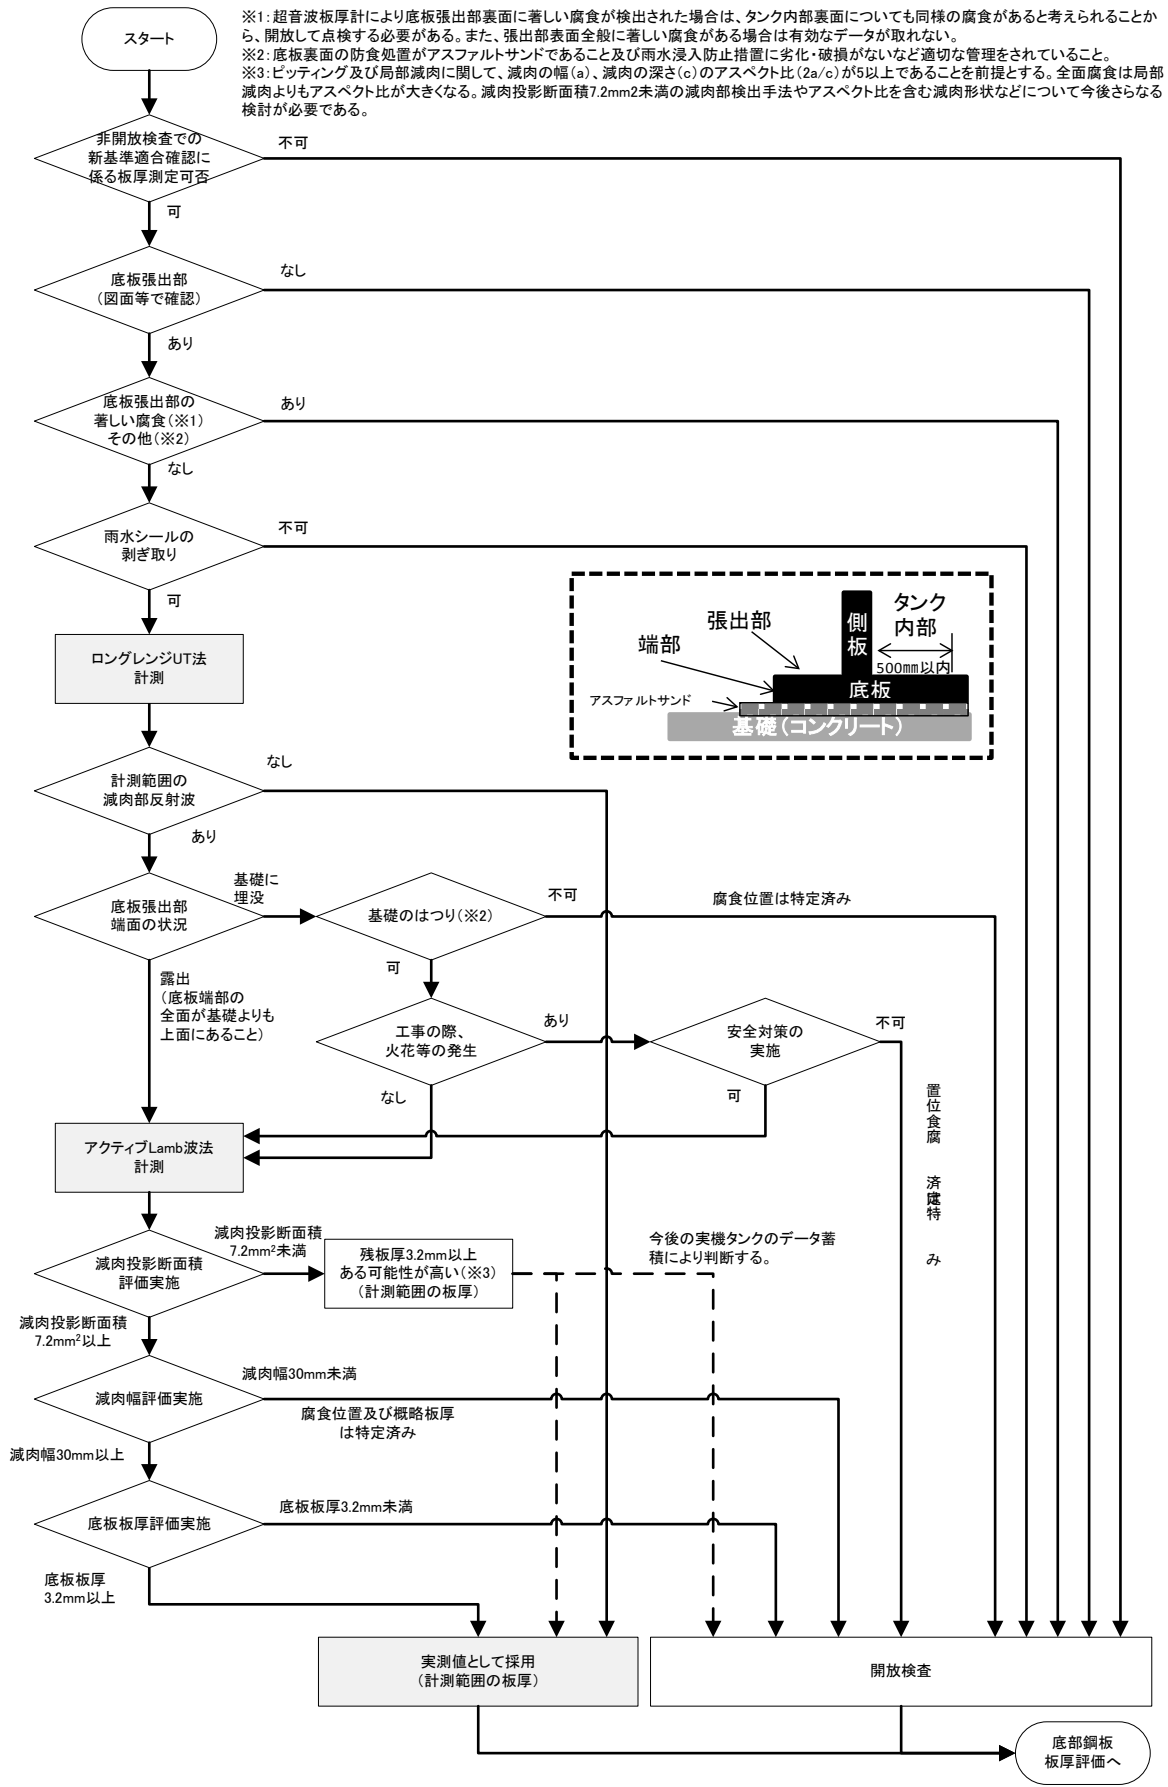 スタート
※1：超音波板厚計により底板張出部裏面に著しい腐食が検出された場合は、タンク内部裏面についても同様の腐食があると考えられることか
ら、開放して点検する必要がある。また、張出部表面全般に著しい腐食がある場合は有効なデータが取れない。
※2：底板裏面の防食処置がアスファルトサンドであること及び雨水浸入防止措置に劣化・破損がないなど適切な管理をされていること。
※3：ピッティング及び局部減肉に関して、減肉の幅（a）、減肉の深さ（c）のアスペクト比（2a/c）が5以上であることを前提とする。全面腐食は局部
減肉よりもアスペクト比が大きくなる。減肉投影断面積7.2mm2未満の減肉部検出手法やアスペクト比を含む減肉形状などについて今後さらなる
検討が必要である。
非開放検査での
新基準適合確認に
係る板厚測定可否
不可
可
底板張出部
（図面等で確認）
なし
あり
底板張出部の
著しい腐食（※1）
その他（※2）
あり
なし
雨水シールの
剥ぎ取り
不可
可
ロングレンジUT法
計測
張出部
端部
アスファルトサンド
側板
タンク
内部
500mm以内
底板
基礎（コンクリート）
計測範囲の
減肉部反射波
なし
あり
底板張出部
端面の状況
基礎に
埋没
基礎のはつり（※2）
不可
腐食位置は特定済み
可
露出
（底板端部の
全面が基礎よりも
上面にあること）
工事の際、
火花等の発生
あり
なし
安全対策の
実施
不可
可
置位食腐
済定は特
み
アクティブLamb波法
計測
減肉投影断面積
評価実施
減肉投影断面積
7.2mm²未満
残板厚3.2mm以上
ある可能性が高い（※3）
（計測範囲の板厚）
今後の実機タンクのデータ蓄
積により判断する。
減肉投影断面積
7.2mm²以上
減肉幅評価実施
減肉幅30mm未満
腐食位置及び概略板厚
は特定済み
減肉幅30mm以上
底板板厚評価実施
底板板厚3.2mm未満
底板板厚
3.2mm以上
実測値として採用
（計測範囲の板厚）
開放検査
底部鋼板
板厚評価へ